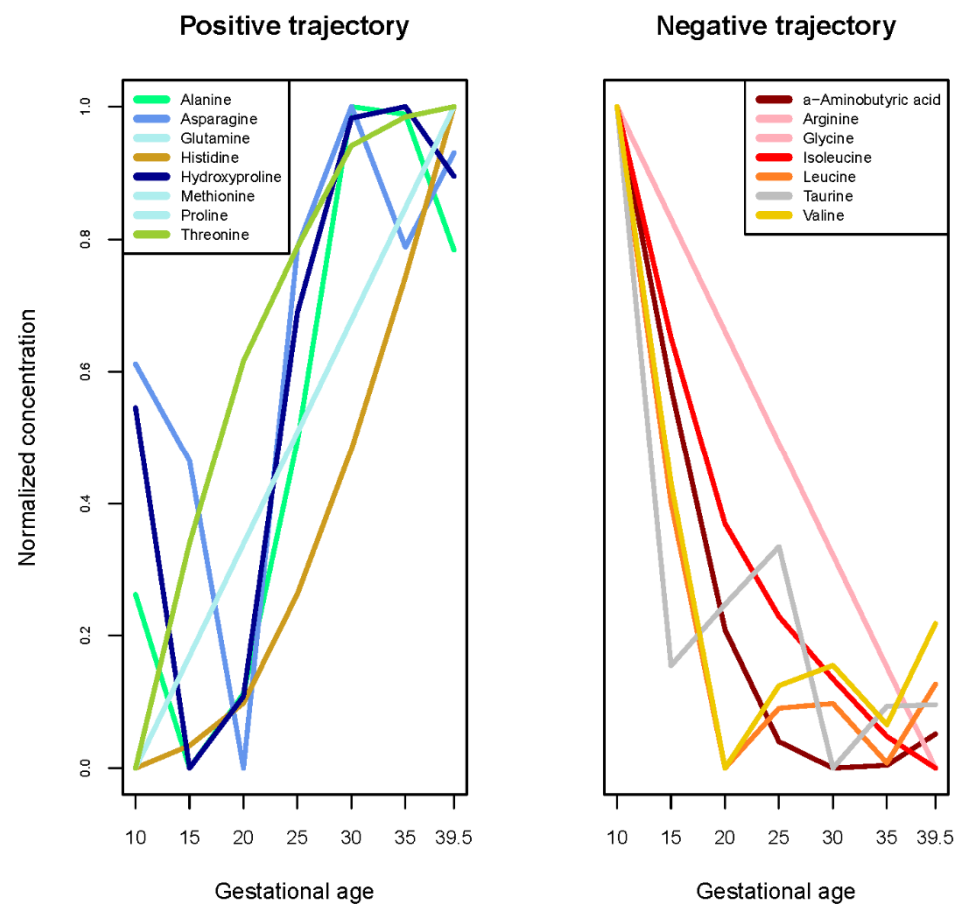 Positive trajectory
Negative trajectory
Alanine
Asparagine
Glutamine
Histidine
Hydroxyproline
Methionine
Proline
Threonine
a−Aminobutyric acid
Arginine
Glycine
Isoleucine
Leucine
Taurine
Valine
Normalized concentration
1.0
0.8
0.6
0.4
0.2
0.0
10 15 20 25 30 35 39.5
10 15 20 25 30 35 39.5
Gestational age
Gestational age